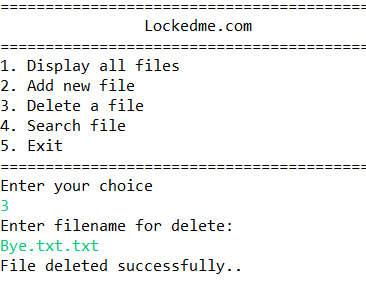 =========================================
Lockedme.com
=========================================
1. Display all files
2. Add new file
3. Delete a file
4. Search file
5. Exit
=========================================
Enter your choice
3
Enter filename for delete:
Bye.txt.txt
File deleted successfully..